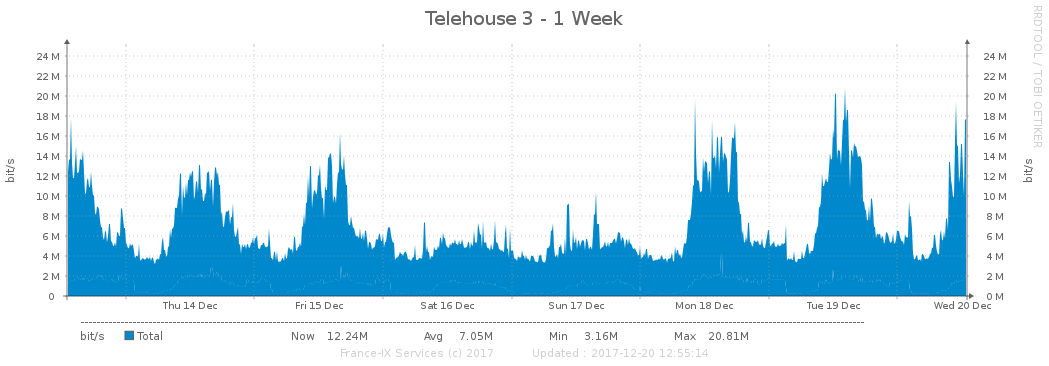 Telehouse 3 - 1 Week
RRDTOOL / TOBI OETIKER
bit/s
24 M 24 M
22 M 22 M
20 M 20 M
18 M 18 M
16 M 16 M
14 M 14 M
12 M 12 M
10 M 10 M
8 M 8 M
6 M 6 M
4 M 4 M
2 M 2 M
0 0 M
bit/s
Thu 14 Dec Fri 15 Dec Sat 16 Dec Sun 17 Dec Mon 18 Dec Tue 19 Dec Wed 20 Dec
bit/s Total Now 12.24M Avg 7.05M Min 3.16M Max 20.81M
France-IX Services (c) 2017 Updated : 2017-12-20 12:55:14